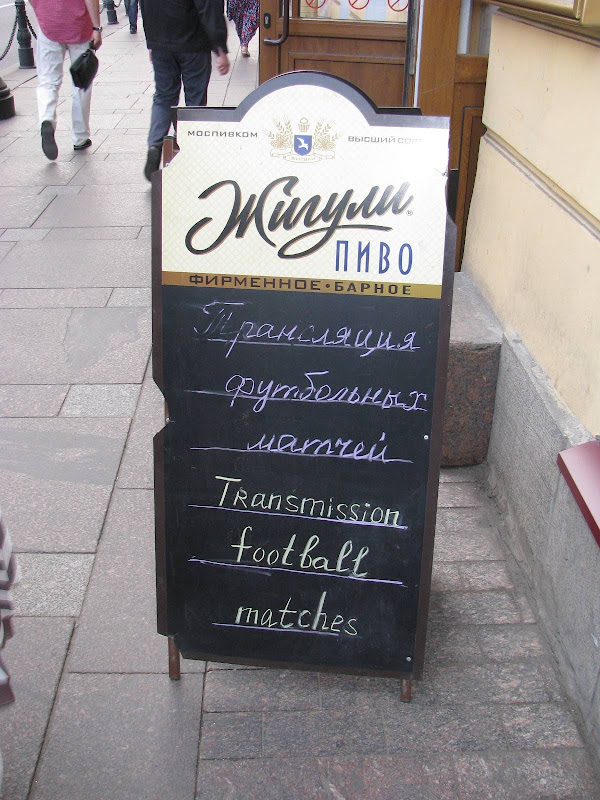 МОСПИВКОМ ВЫСШИЙ СОРТ
Жигули®
ПИВО
ФИРМЕННОЕ • БАРНОЕ
Трансляция
футбольных
матчей
Transmission
football
matches